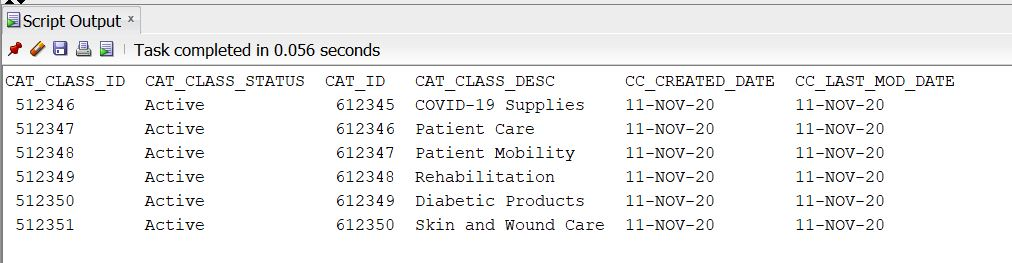 Script Output x
Task completed in 0.056 seconds
CAT_CLASS_ID CAT_CLASS_STATUS CAT_ID CAT_CLASS_DESC CC_CREATED_DATE CC_LAST_MOD_DATE
512346 Active 612345 COVID-19 Supplies 11-NOV-20 11-NOV-20
512347 Active 612346 Patient Care 11-NOV-20 11-NOV-20
512348 Active 612347 Patient Mobility 11-NOV-20 11-NOV-20
512349 Active 612348 Rehabilitation 11-NOV-20 11-NOV-20
512350 Active 612349 Diabetic Products 11-NOV-20 11-NOV-20
512351 Active 612350 Skin and Wound Care 11-NOV-20 11-NOV-20